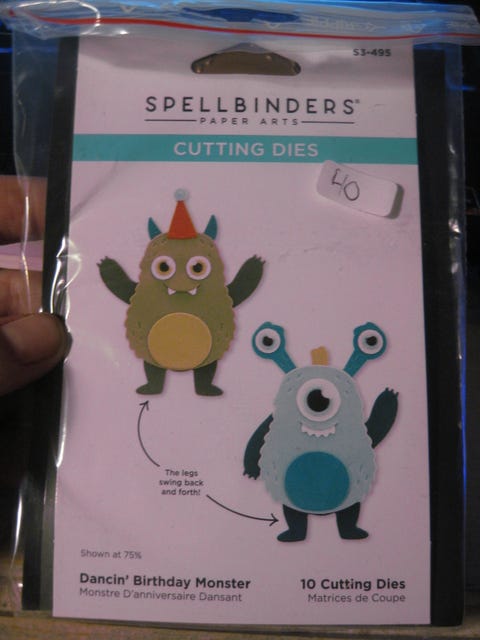 S3-495
SPELLBINDERS®
PAPER ARTS
CUTTING DIES
40
The legs
swing back
and forth!
Shown at 75%
Dancin' Birthday Monster
Monstre D'anniversaire Dansant
10 Cutting Dies
Matrices de Coupe